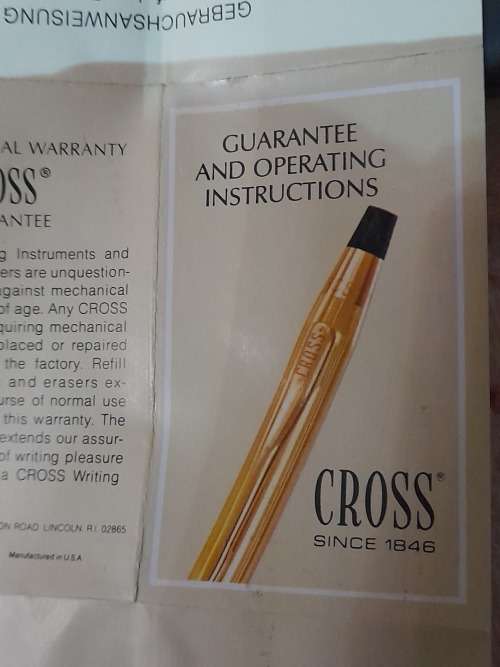 GEBRAUCHSANWEISUNG
AL WARRANTY
OSS®
ANTEE
g Instruments and
ers are unquestion-
against mechanical
of age. Any CROSS
quiring mechanical
placed or repaired
the factory. Refill
and erasers ex-
urse of normal use
this warranty. The
extends our assur-
of writing pleasure
a CROSS Writing
ON ROAD LINCOLN R.I. 02865
Manufactured in U.S.A.
GUARANTEE
AND OPERATING
INSTRUCTIONS
CROSS
CROSS®
SINCE 1846